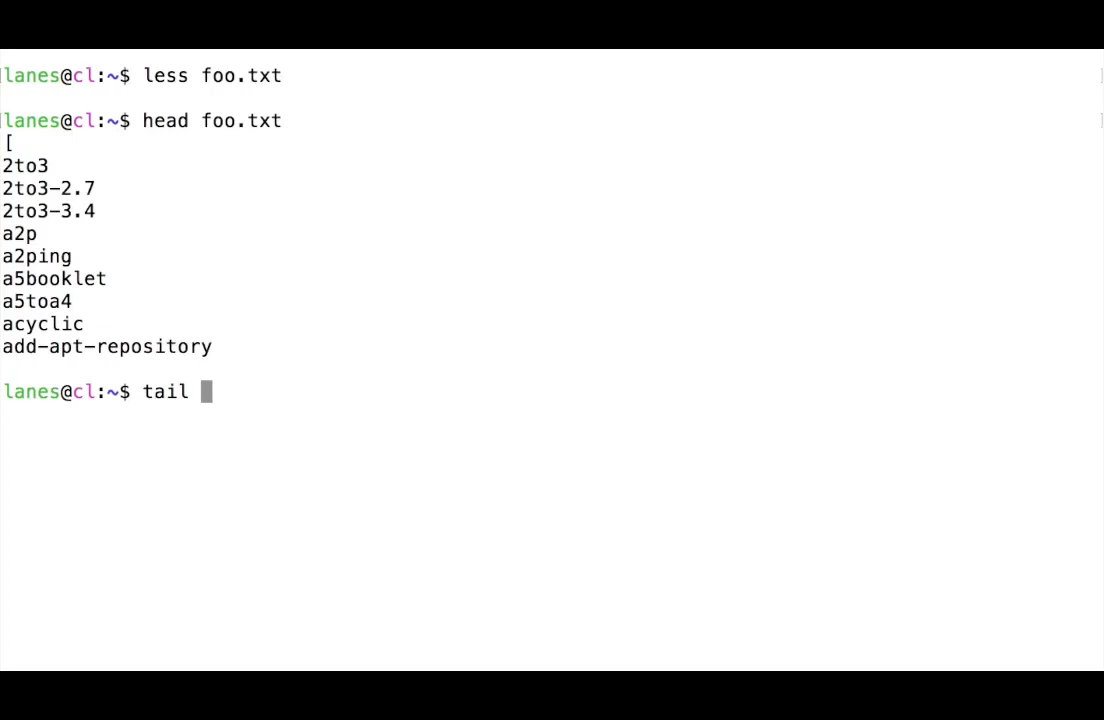 lanes@cl:~$ less foo.txt
lanes@cl:~$ head foo.txt
[
2to3
2to3-2.7
2to3-3.4
a2p
a2ping
a5booklet
a5toa4
acyclic
add-apt-repository
lanes@cl:~$ tail